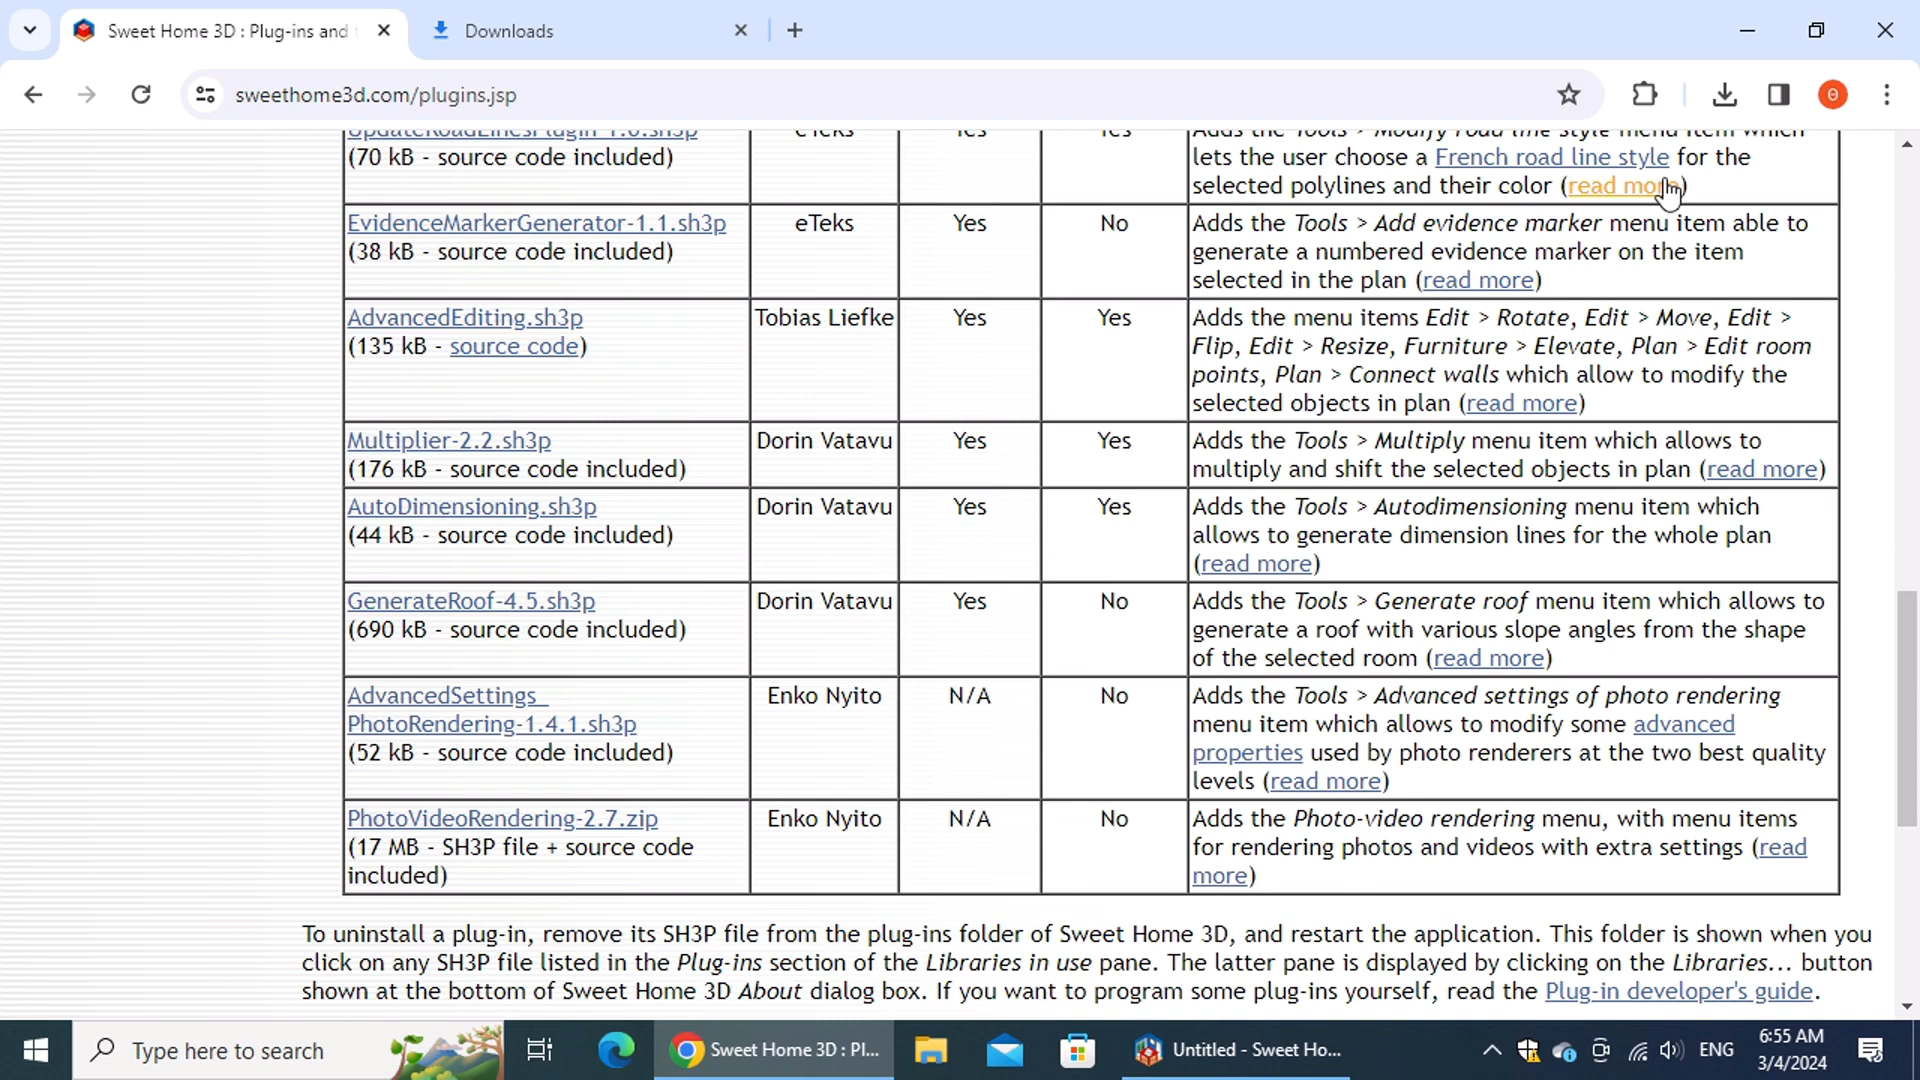 Sweet Home 3D : Plug-ins and
Downloads
sweethome3d.com/plugins.jsp
UpdateRoadLinesPlugin-1.0.sh3p
(70 kB - source code included)
eTeks
Yes
Yes
Adds the Tools > Modify road line style menu item which
lets the user choose a French road line style for the
selected polylines and their color (read more)
EvidenceMarkerGenerator-1.1.sh3p
(38 kB - source code included)
eTeks
Yes
No
Adds the Tools > Add evidence marker menu item able to
generate a numbered evidence marker on the item
selected in the plan (read more)
AdvancedEditing.sh3p
(135 kB - source code)
Tobias Liefke
Yes
Yes
Adds the menu items Edit > Rotate, Edit > Move, Edit >
Flip, Edit > Resize, Furniture > Elevate, Plan > Edit room
points, Plan > Connect walls which allow to modify the
selected objects in plan (read more)
Multiplier-2.2.sh3p
(176 kB - source code included)
Dorin Vatavu
Yes
Yes
Adds the Tools > Multiply menu item which allows to
multiply and shift the selected objects in plan (read more)
AutoDimensioning.sh3p
(44 kB - source code included)
Dorin Vatavu
Yes
Yes
Adds the Tools > Autodimensioning menu item which
allows to generate dimension lines for the whole plan
(read more)
GenerateRoof-4.5.sh3p
(690 kB - source code included)
Dorin Vatavu
Yes
No
Adds the Tools > Generate roof menu item which allows to
generate a roof with various slope angles from the shape
of the selected room (read more)
AdvancedSettings_
PhotoRendering-1.4.1.sh3p
(52 kB - source code included)
Enko Nyito
N/A
No
Adds the Tools > Advanced settings of photo rendering
menu item which allows to modify some advanced
properties used by photo renderers at the two best quality
levels (read more)
PhotoVideoRendering-2.7.zip
(17 MB - SH3P file + source code
included)
Enko Nyito
N/A
No
Adds the Photo-video rendering menu, with menu items
for rendering photos and videos with extra settings (read
more)
To uninstall a plug-in, remove its SH3P file from the plug-ins folder of Sweet Home 3D, and restart the application. This folder is shown when you
click on any SH3P file listed in the Plug-ins section of the Libraries in use pane. The latter pane is displayed by clicking on the Libraries... button
shown at the bottom of Sweet Home 3D About dialog box. If you want to program some plug-ins yourself, read the Plug-in developer's guide.
Type here to search
Sweet Home 3D : Pl...
Untitled - Sweet Ho...
ENG
6:55 AM
3/4/2024